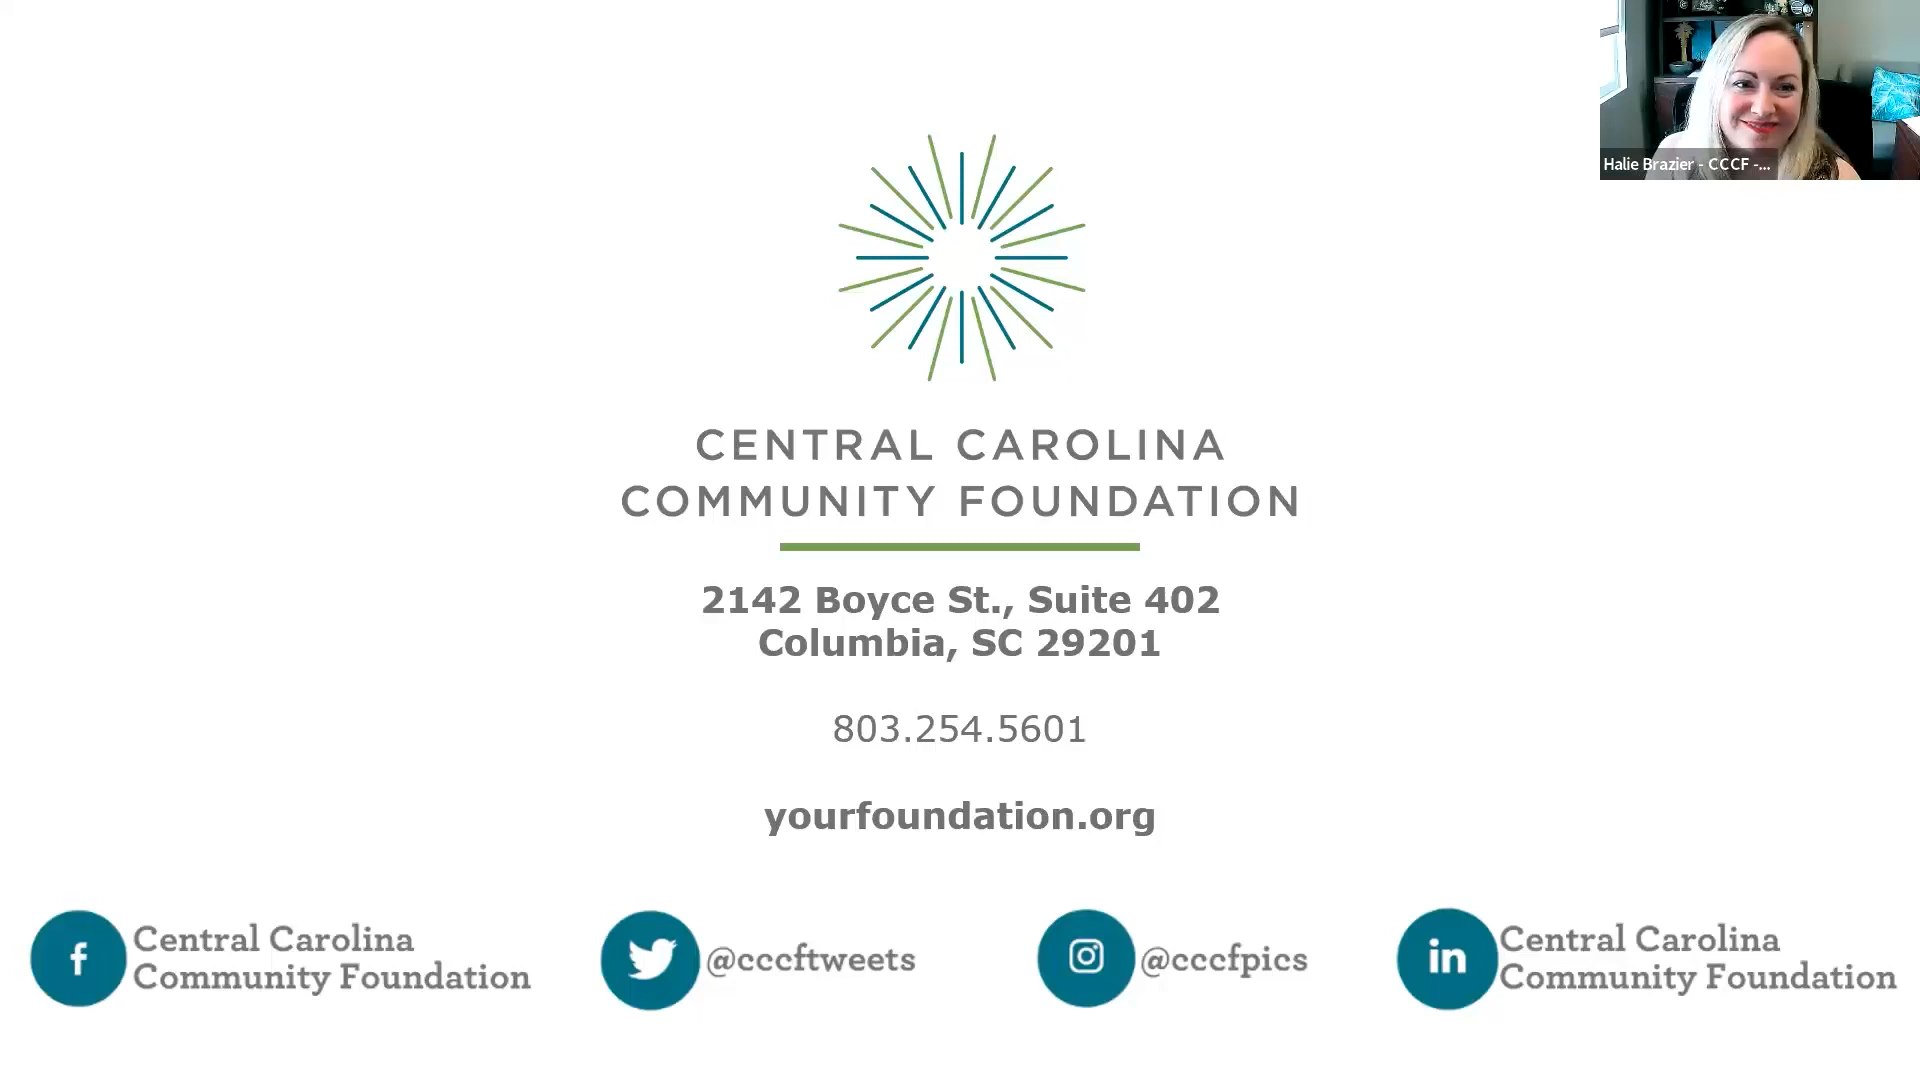 Halie Brazier - CCCF -...
CENTRAL CAROLINA
COMMUNITY FOUNDATION
2142 Boyce St., Suite 402
Columbia, SC 29201
803.254.5601
yourfoundation.org
Central Carolina
Community Foundation
@cccftweets
@cccfpics
Central Carolina
Community Foundation